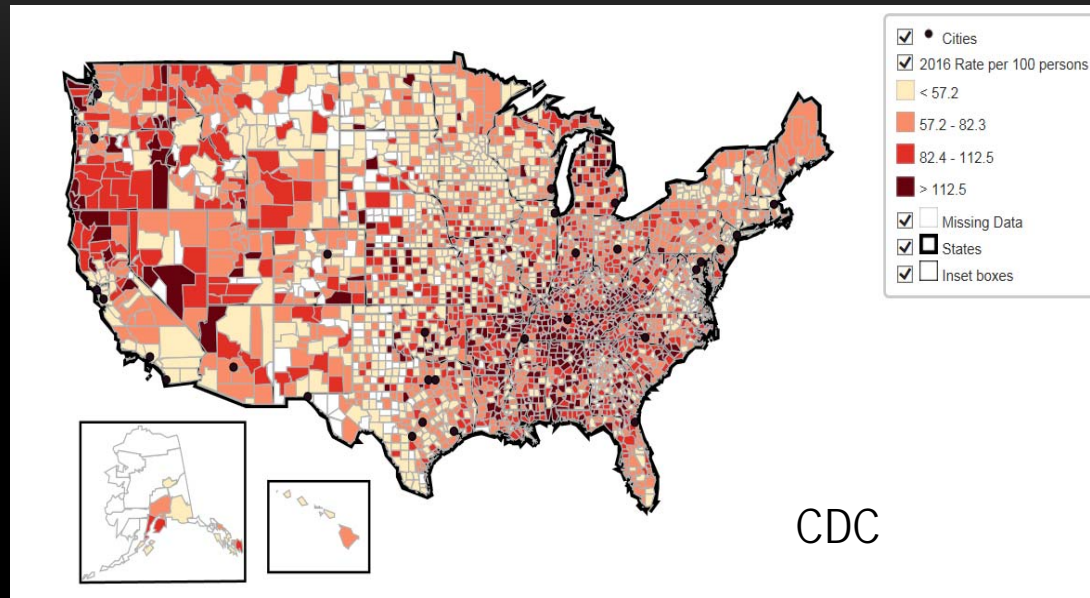 Cities
2016 Rate per 100 persons
< 57.2
57.2 - 82.3
82.4 - 112.5
> 112.5
Missing Data
States
Inset boxes
CDC